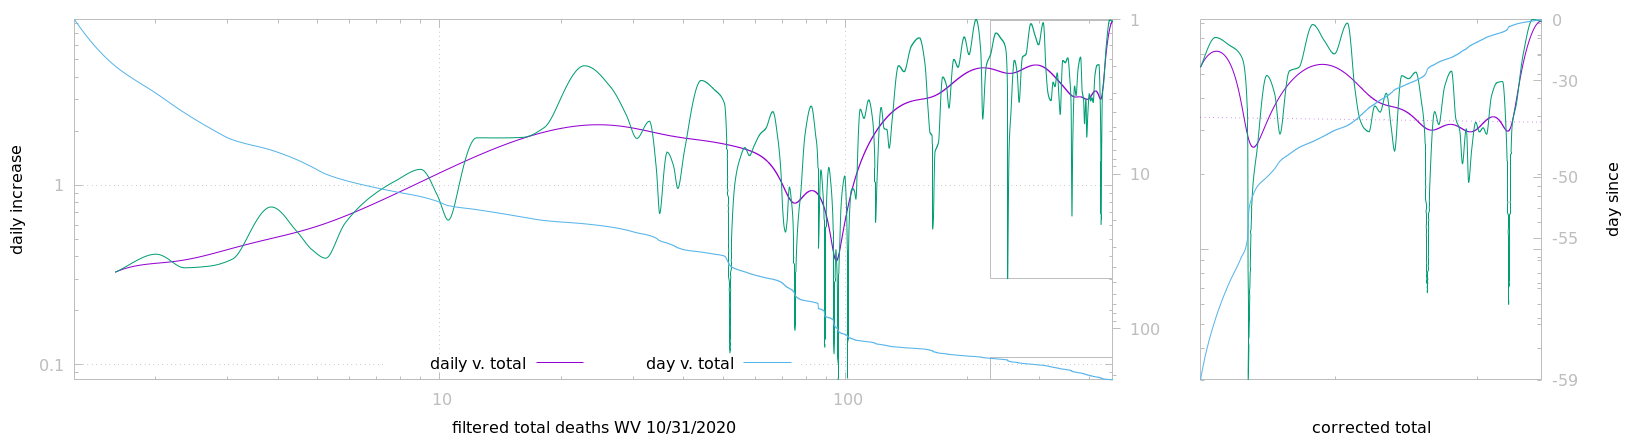 daily increase
1
0.1
10
100
1
10
100
daily v. total
day v. total
filtered total deaths WV 10/31/2020
0
-30
-50
-55
-59
day since
corrected total